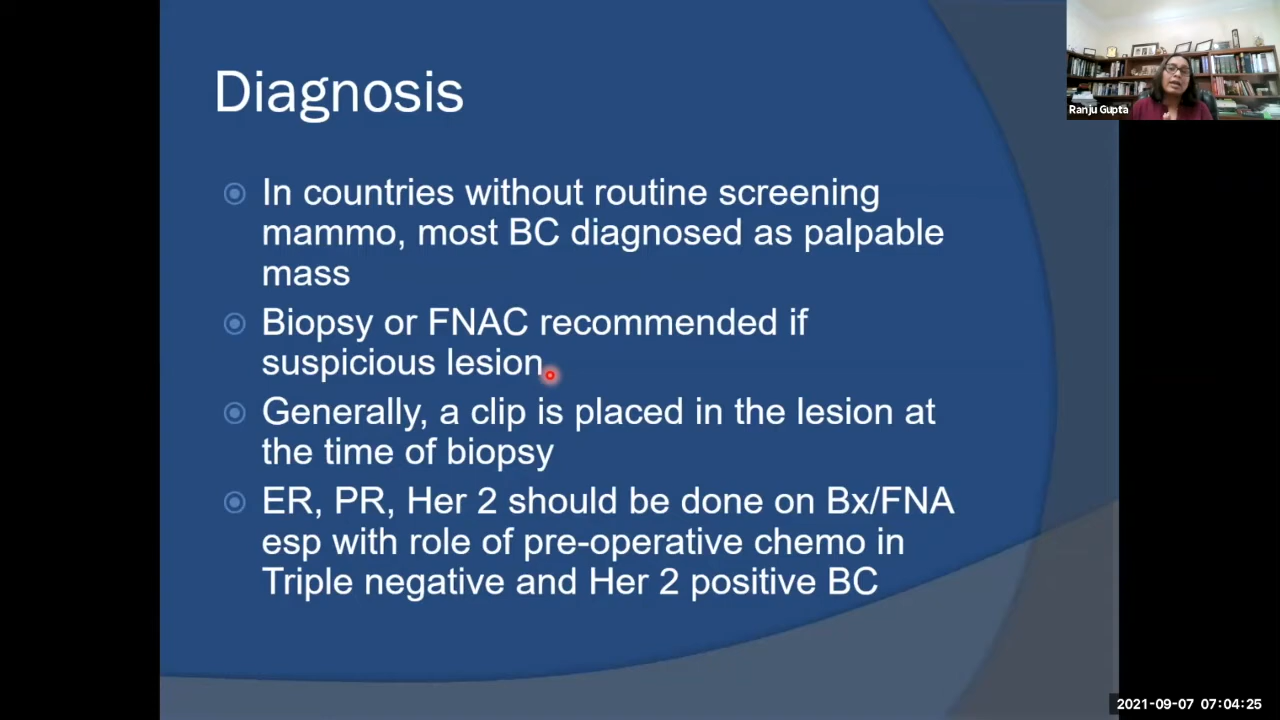 Diagnosis
In countries without routine screening
mammo, most BC diagnosed as palpable
mass
Biopsy or FNAC recommended if
suspicious lesion.
Generally, a clip is placed in the lesion at
the time of biopsy
ER, PR, Her 2 should be done on Bx/FNA
esp with role of pre-operative chemo in
Triple negative and Her 2 positive BC
Ranju Gupta
2021-09-07 07:04:25